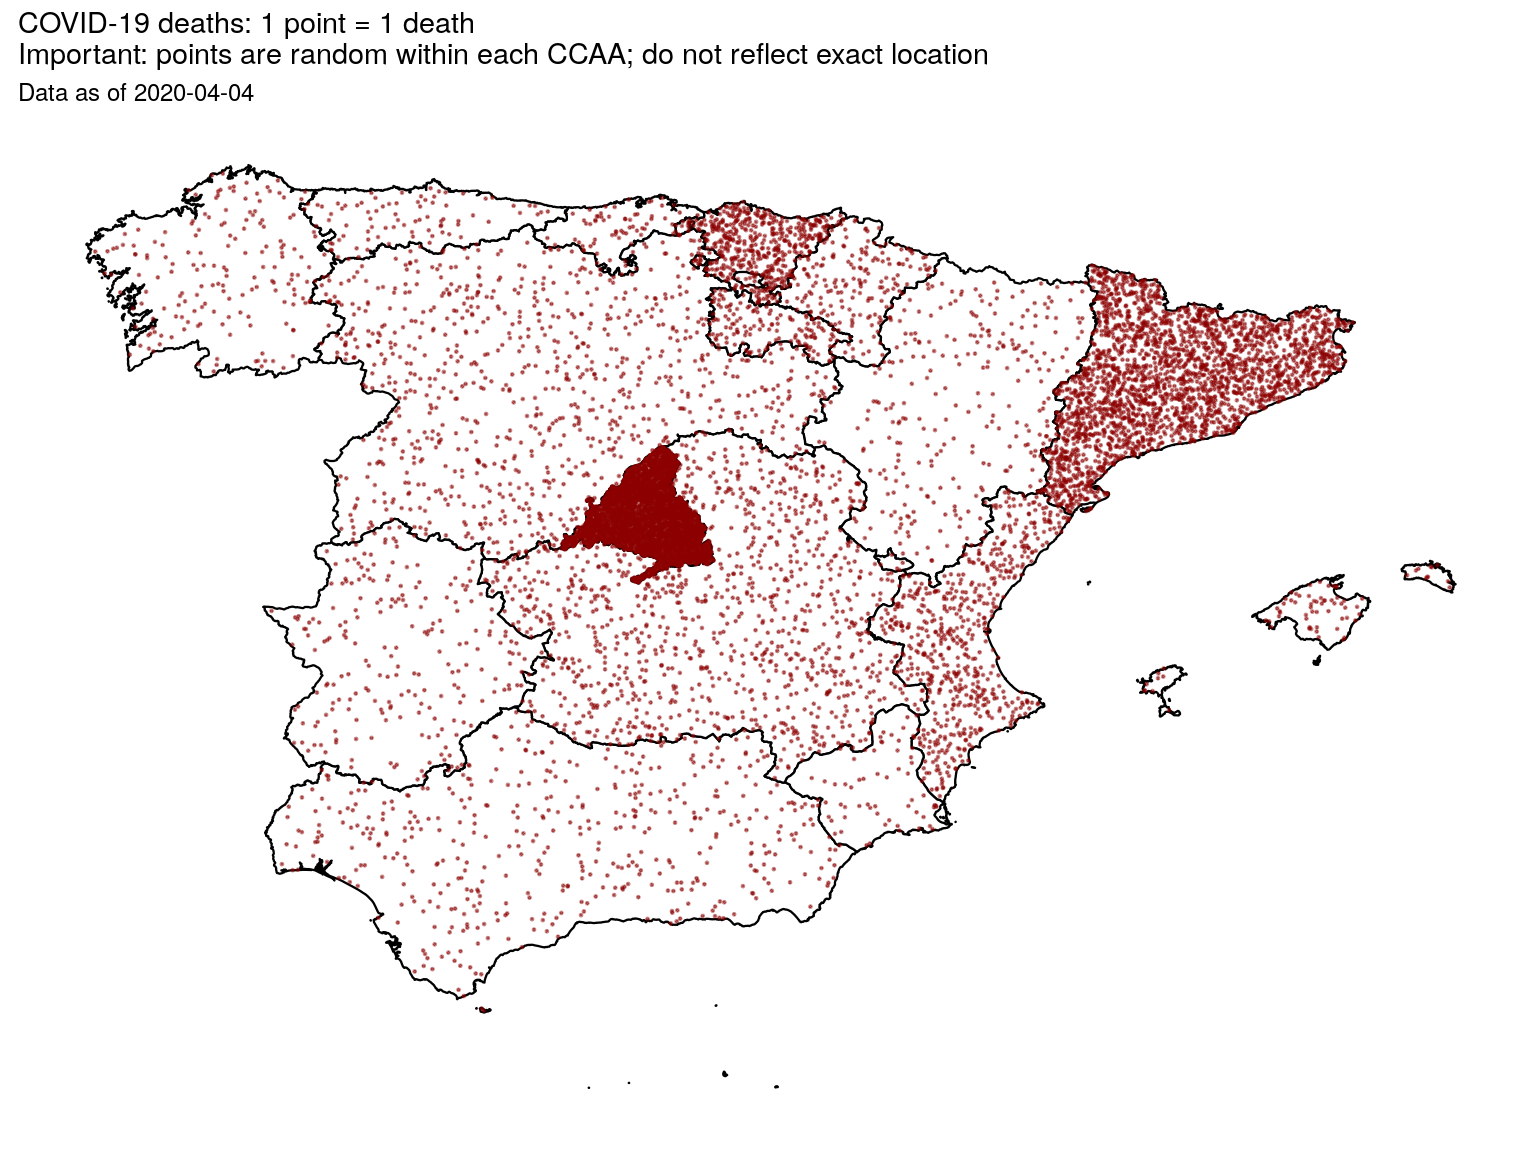 COVID-19 deaths: 1 point = 1 death
Important: points are random within each CCAA; do not reflect exact location
Data as of 2020-04-04